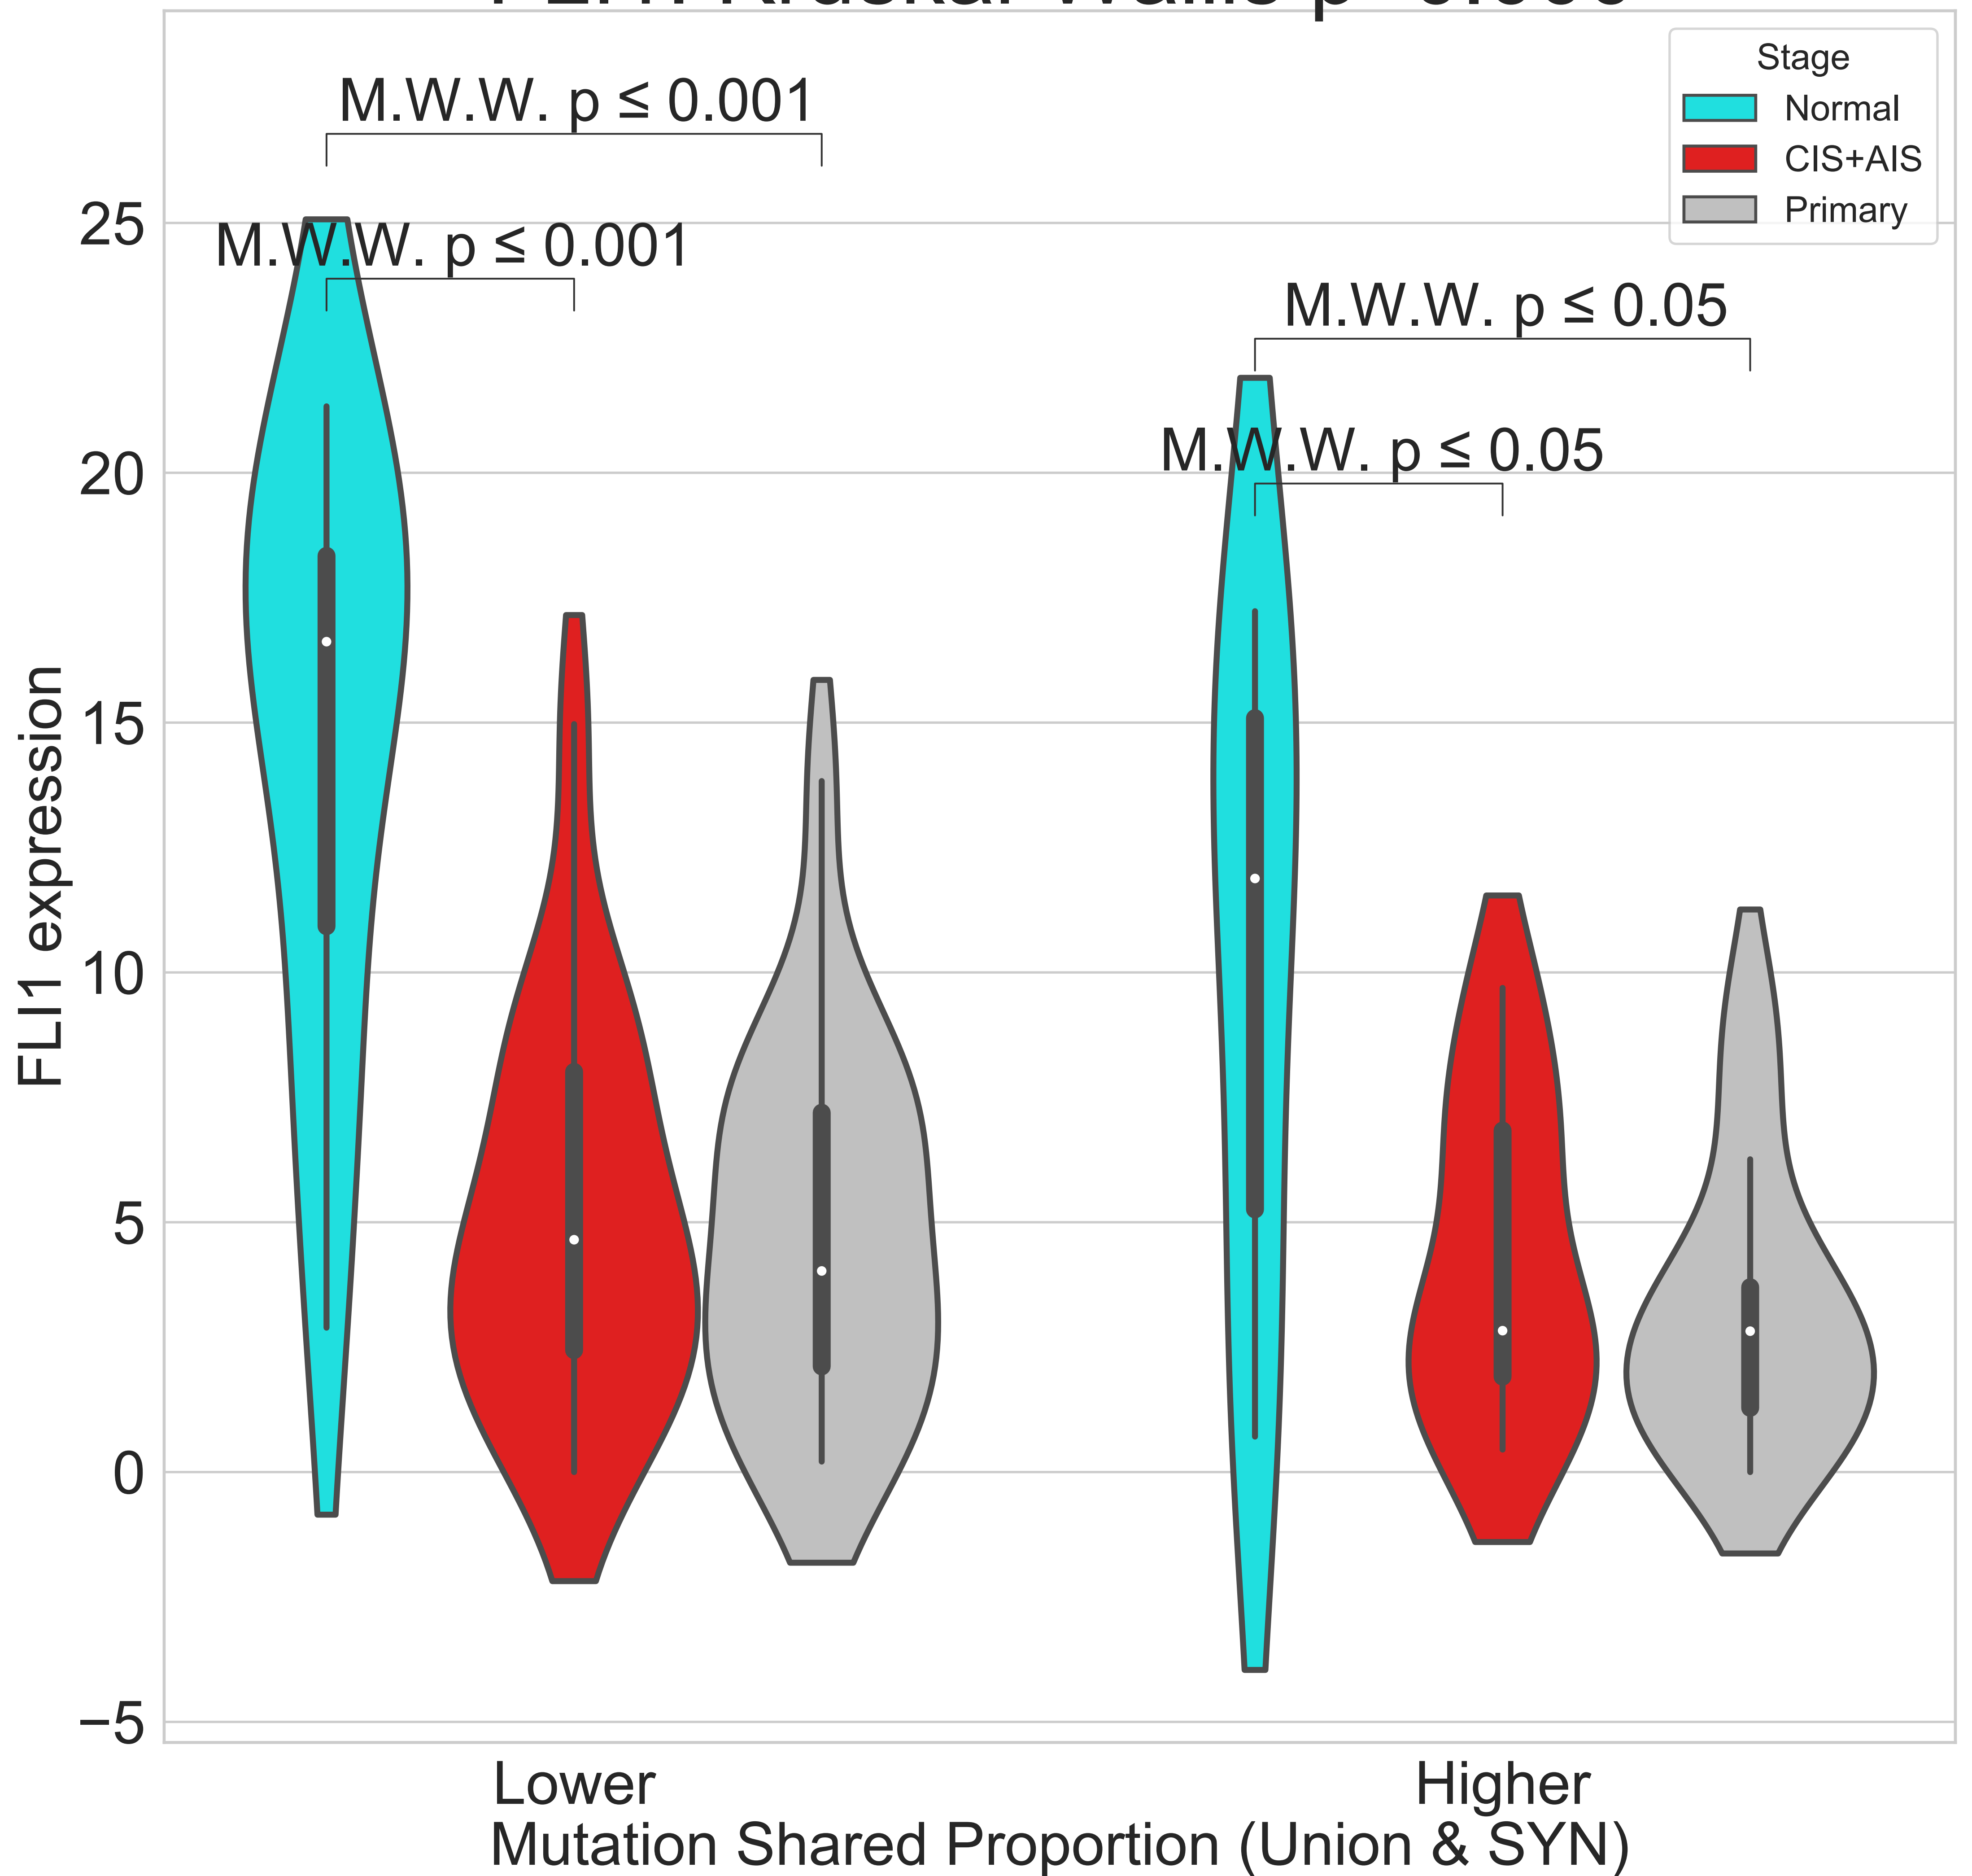 Stage
Normal
CIS+AIS
Primary
M.W.W. p ≤ 0.001
M.W.W. p ≤ 0.001
M.W.W. p ≤ 0.05
M.W.W. p ≤ 0.05
25
20
15
10
5
0
−5
FLI1 expression
Lower
Higher
Mutation Shared Proportion (Union & SYN)